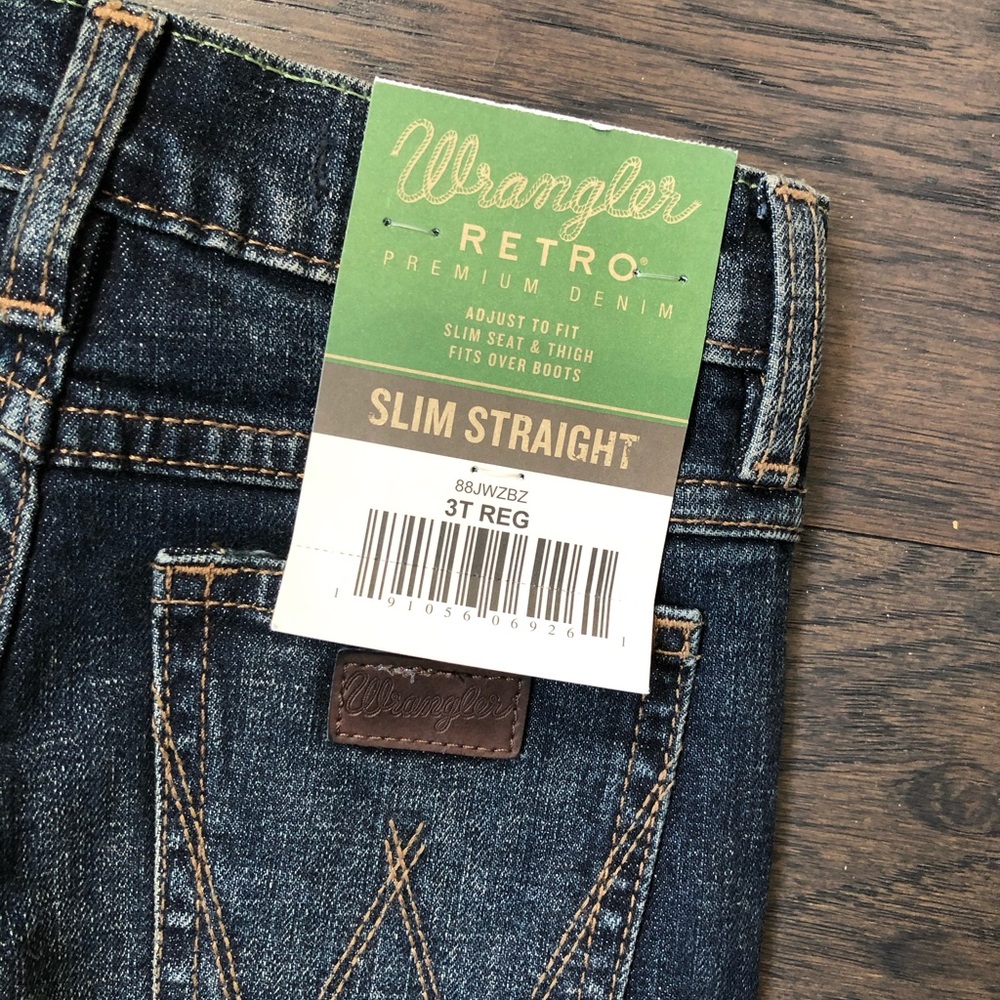 Wrangler
RETRO®
PREMIUM DENIM
ADJUST TO FIT
SLIM SEAT & THIGH
FITS OVER BOOTS
SLIM STRAIGHT
88JWZBZ
3T REG
1 91056 06926 1
Wrangler